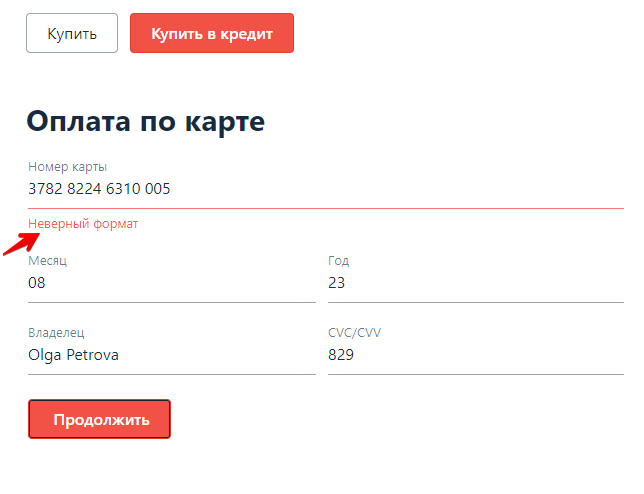 Купить Купить в кредит
Оплата по карте
Номер карты
3782 8224 6310 005
Неверный формат
Месяц Год
08 23
Владелец CVC/CVV
Olga Petrova 829
Продолжить